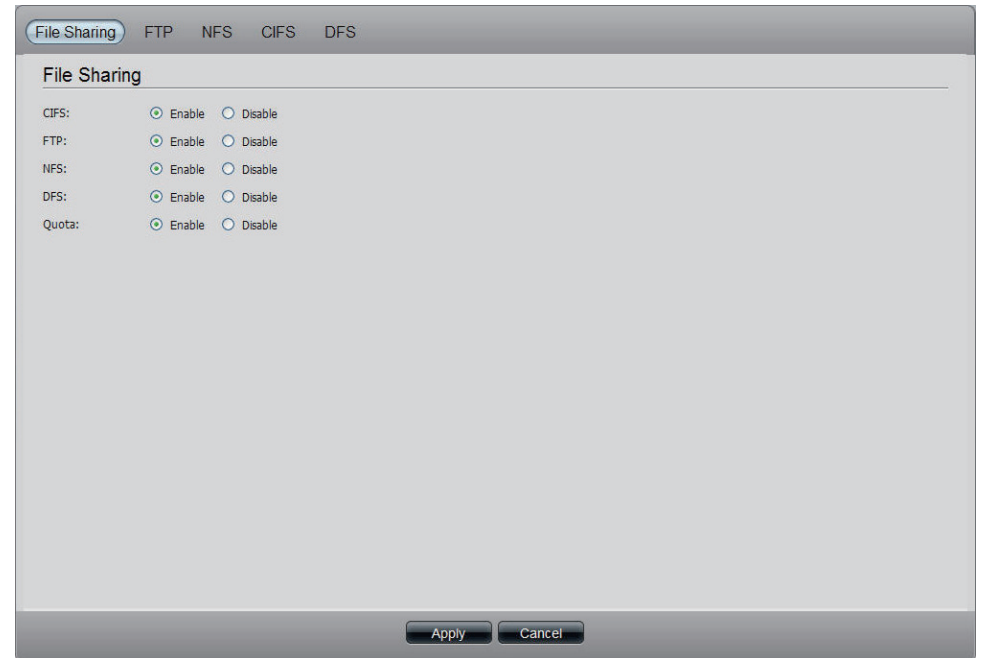 File Sharing FTP NFS CIFS DFS
File Sharing
CIFS: Enable Disable
FTP: Enable Disable
NFS: Enable Disable
DFS: Enable Disable
Quota: Enable Disable
Apply Cancel